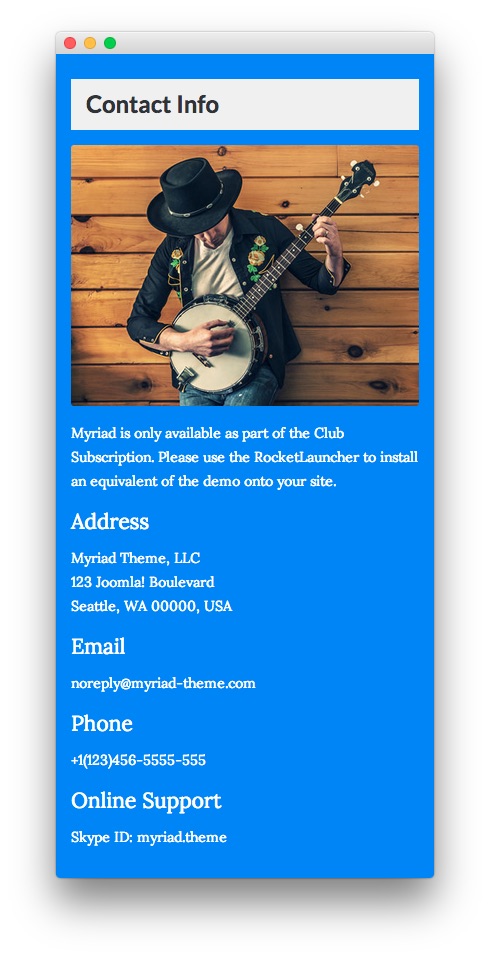 Contact Info
Myriad is only available as part of the Club
Subscription. Please use the RocketLauncher to install
an equivalent of the demo onto your site.
Address
Myriad Theme, LLC
123 Joomla! Boulevard
Seattle, WA 00000, USA
Email
noreply@myriad-theme.com
Phone
+1(123)456-5555-555
Online Support
Skype ID: myriad.theme